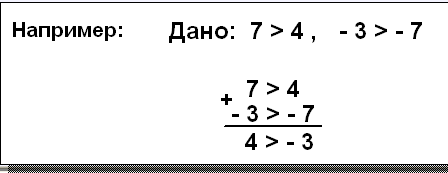 Например: Дано: 7 > 4 , - 3 > - 7
7 > 4
+
- 3 > - 7
4 > - 3